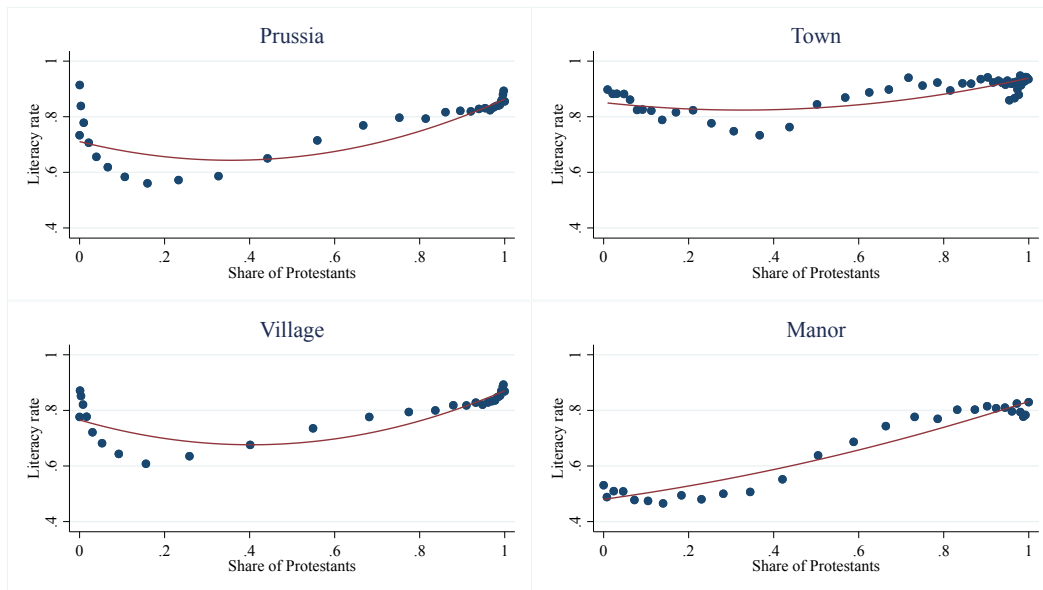 Prussia
Literacy rate
1
.8
.6
.4
0 .2 .4 .6 .8 1
Share of Protestants
Town
Literacy rate
1
.8
.6
.4
0 .2 .4 .6 .8 1
Share of Protestants
Village
Literacy rate
1
.8
.6
.4
0 .2 .4 .6 .8 1
Share of Protestants
Manor
Literacy rate
1
.8
.6
.4
0 .2 .4 .6 .8 1
Share of Protestants